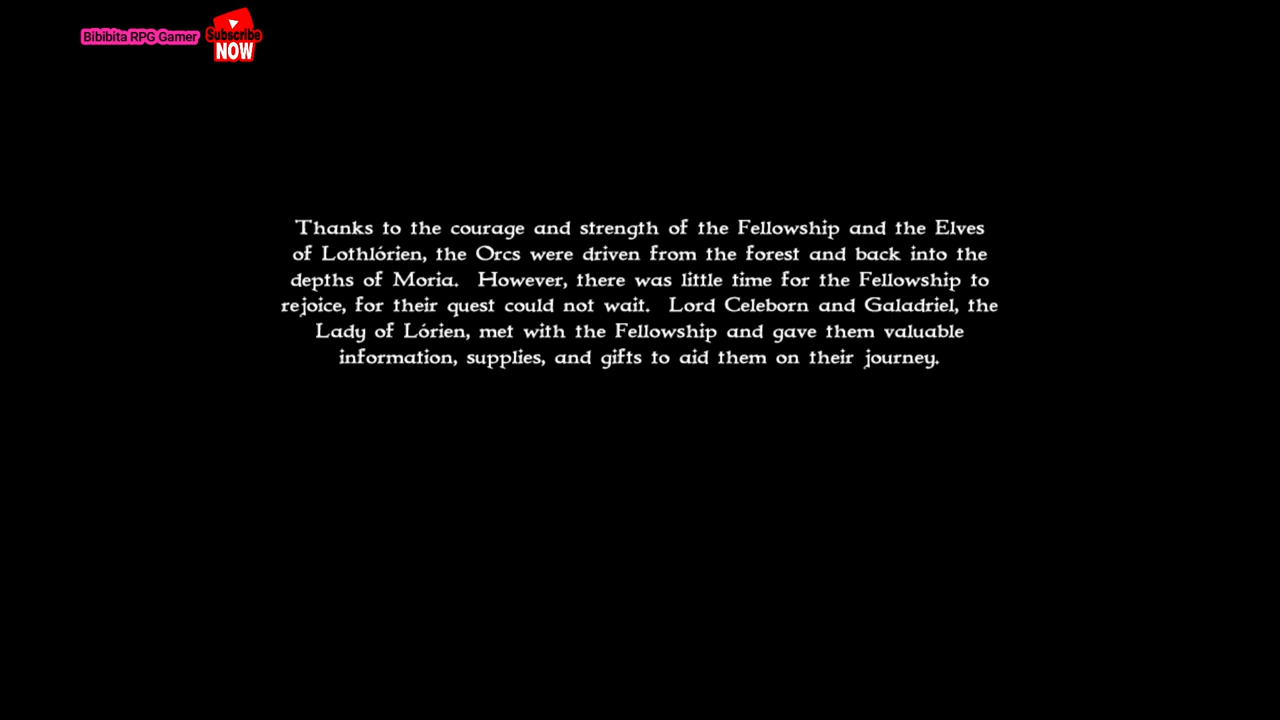 Bibibita RPG Gamer
Subscribe
NOW
Thanks to the courage and strength of the Fellowship and the Elves
of Lothlórien, the Orcs were driven from the forest and back into the
depths of Moria.  However, there was little time for the Fellowship to
rejoice, for their quest could not wait.  Lord Celeborn and Galadriel, the
Lady of Lórien, met with the Fellowship and gave them valuable
information, supplies, and gifts to aid them on their journey.